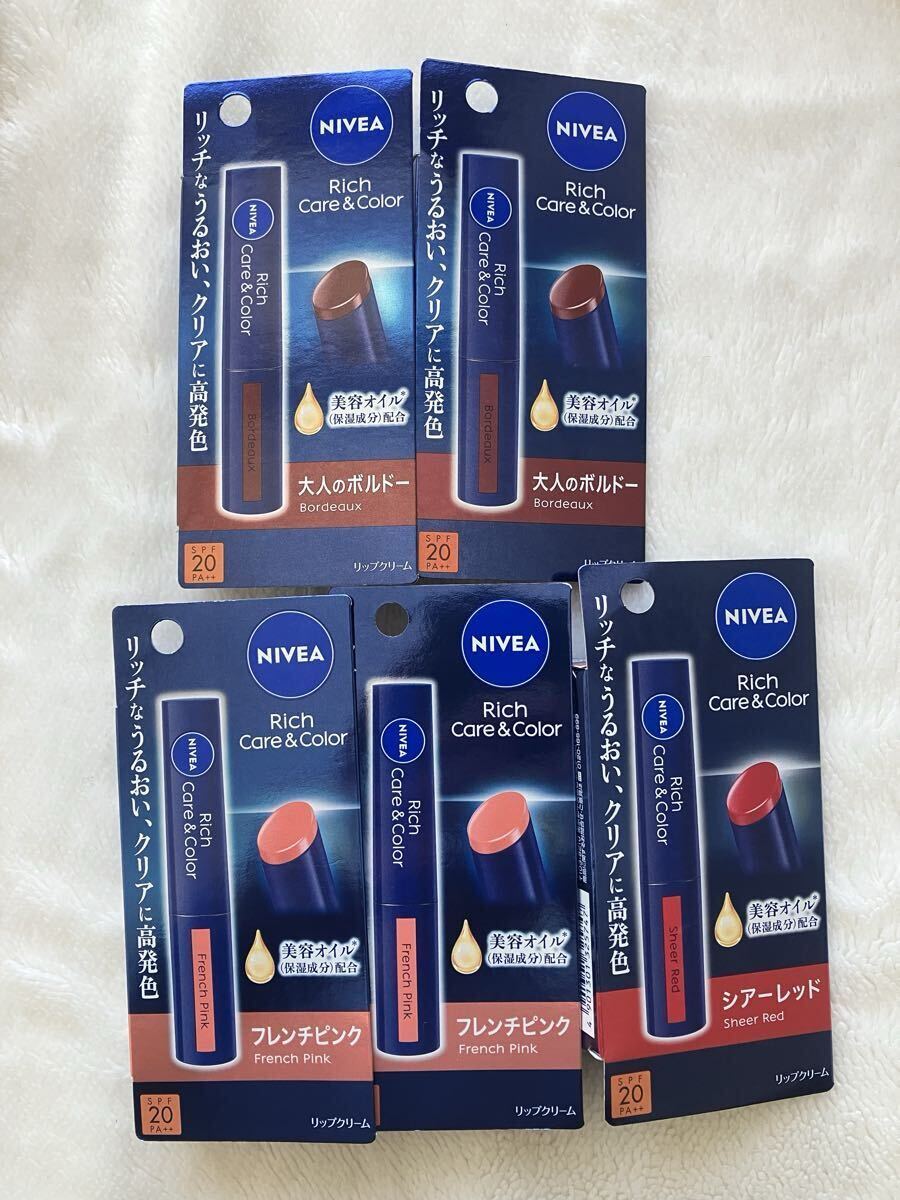 リッチなうるおい、クリアに高発色
NIVEA
Rich
Care & Color
NIVEA
Rich
Care & Color
Bordeaux
美容オイル*
(保湿成分)配合
大人のボルドー
Bordeaux
SPF
20
PA++
リップクリーム
リッチなうるおい、クリアに高発色
NIVEA
Rich
Care & Color
NIVEA
Rich
Care & Color
Bordeaux
美容オイル*
(保湿成分)配合
大人のボルドー
Bordeaux
SPF
20
PA++
リップクリーム
リッチなうるおい、クリアに高発色
NIVEA
Rich
Care & Color
NIVEA
Rich
Care & Color
French Pink
美容オイル*
(保湿成分)配合
フレンチピンク
French Pink
SPF
20
PA++
リップクリーム
NIVEA
Rich
Care & Color
NIVEA
Rich
Care & Color
French Pink
美容オイル*
(保湿成分)配合
フレンチピンク
French Pink
リップクリーム
リッチなうるおい、クリアに高発色
NIVEA
Rich
Care & Color
NIVEA
Rich
Care & Color
Sheer Red
美容オイル*
(保湿成分)配合
シアーレッド
Sheer Red
SPF
20
PA++
リップクリーム